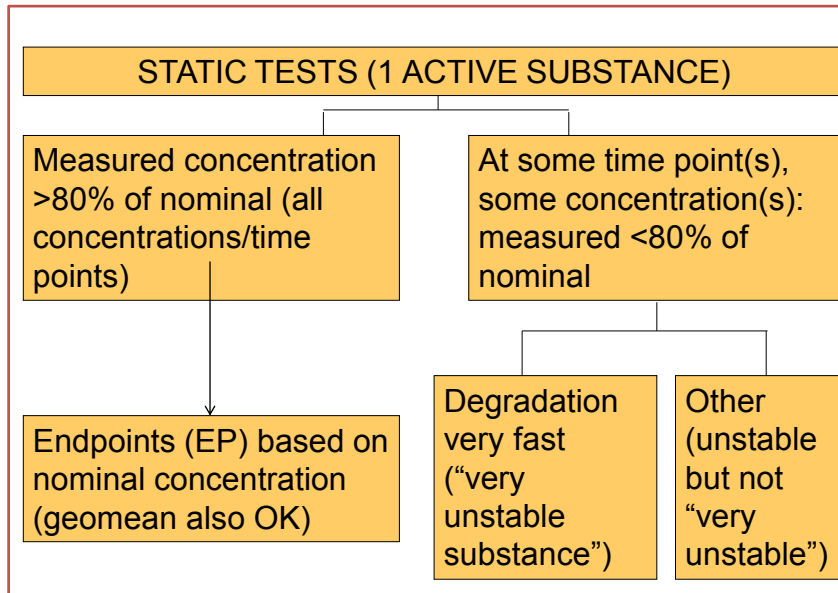 STATIC TESTS (1 ACTIVE SUBSTANCE)
Measured concentration
>80% of nominal (all
concentrations/time
points)
At some time point(s),
some concentration(s):
measured <80% of
nominal
Endpoints (EP) based on
nominal concentration
(geomean also OK)
Degradation
very fast
(“very
unstable
substance”)
Other
(unstable
but not
“very
unstable”)